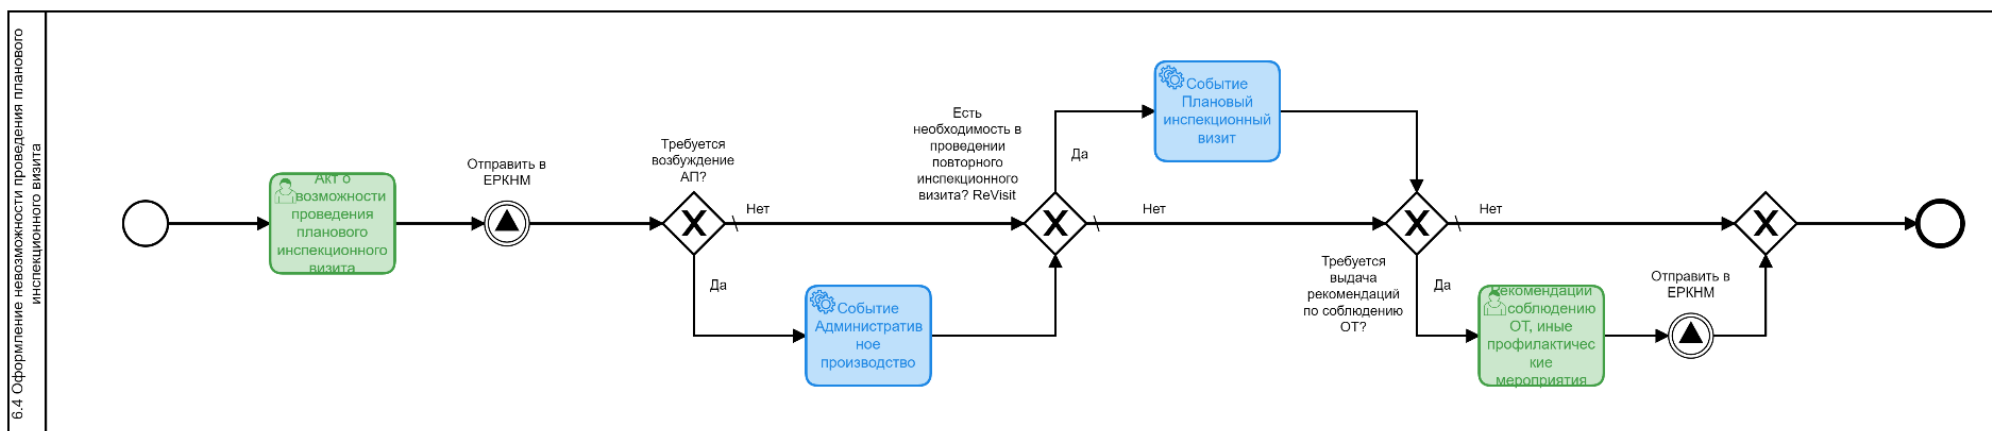 6.4 Оформление невозможности проведения планового
инспекционного визита
Акт о
возможности
проведения
планового
инспекционного
визита
Отправить в
ЕРКНМ
Требуется
возбуждение
АП?
Нет
Да
Событие
Административ
ное
производство
Есть
необходимость в
проведении
повторного
инспекционного
визита? ReVisit
Да
Нет
Событие
Плановый
инспекционный
визит
Требуется
выдача
рекомендаций
по соблюдению
ОТ?
Нет
Да
Рекомендации
соблюдению
ОТ, иные
профилактичес
кие
мероприятия
Отправить в
ЕРКНМ